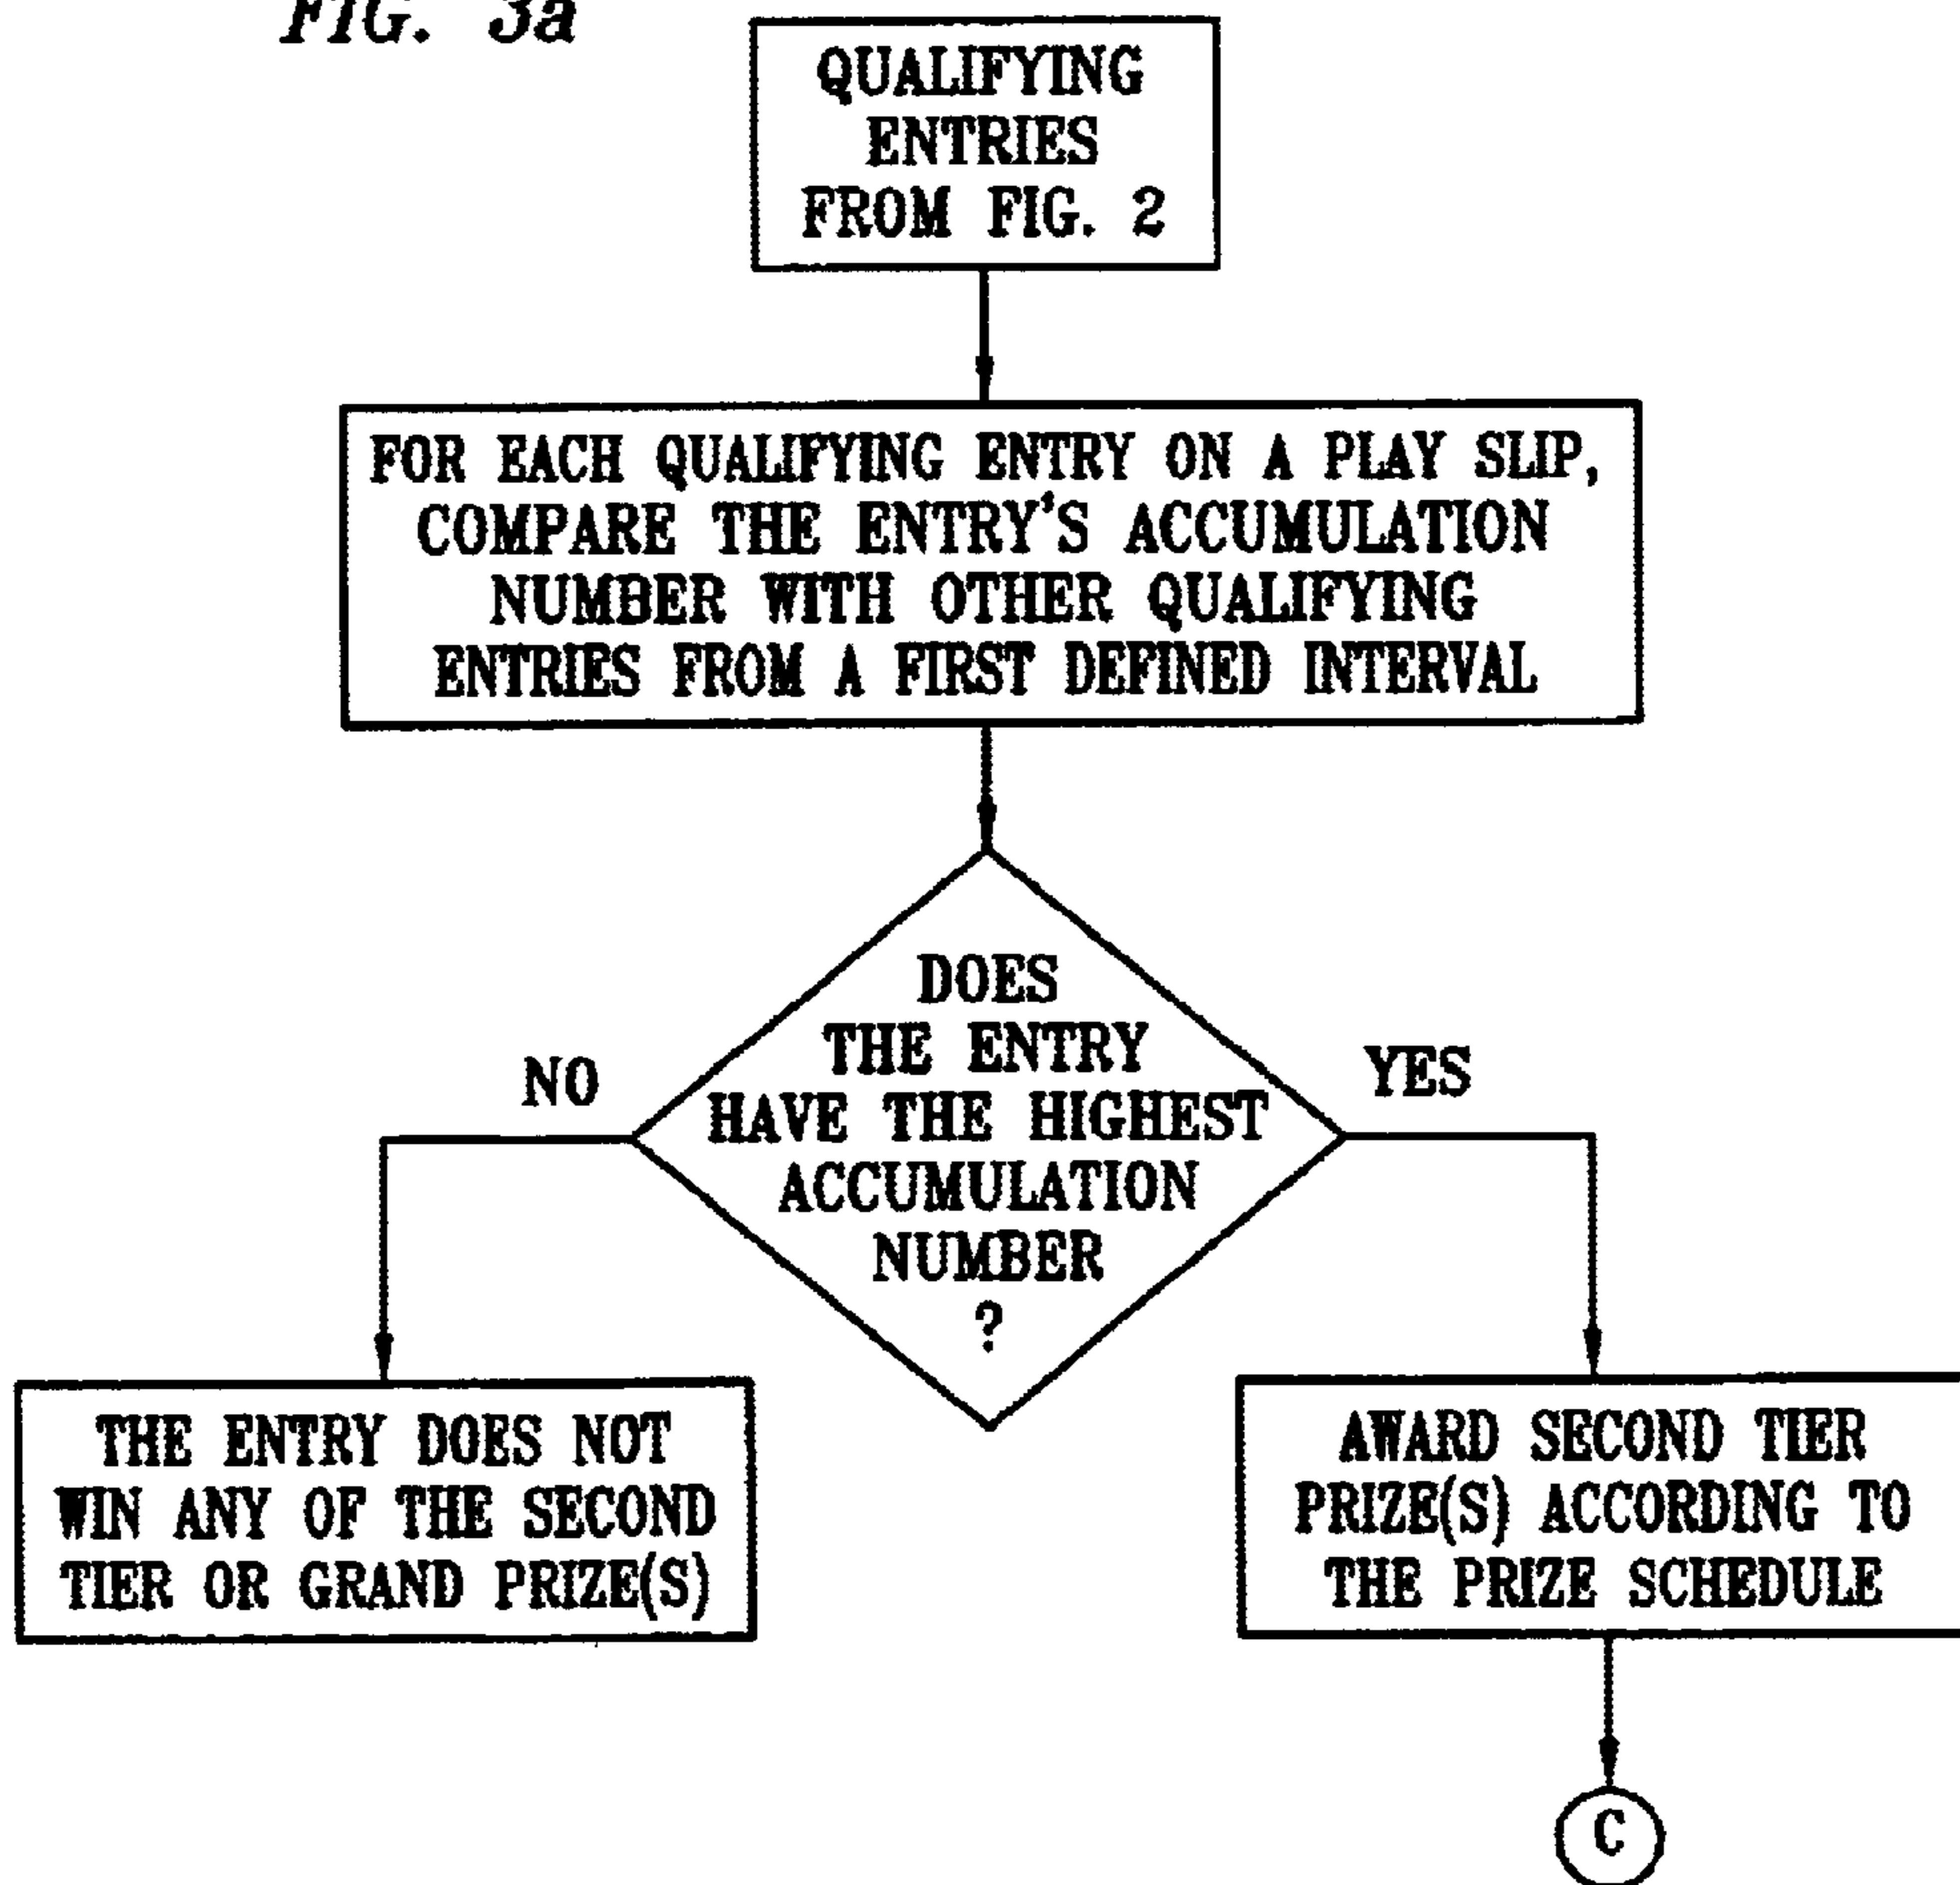 FIG. 3a
QUALIFYING
ENTRIES
FROM FIG. 2
FOR EACH QUALIFYING ENTRY ON A PLAY SLIP,
COMPARE THE ENTRY'S ACCUMULATION
NUMBER WITH OTHER QUALIFYING
ENTRIES FROM A FIRST DEFINED INTERVAL
DOES
THE ENTRY
HAVE THE HIGHEST
ACCUMULATION
NUMBER
?
NO
YES
THE ENTRY DOES NOT
WIN ANY OF THE SECOND
TIER OR GRAND PRIZE(S)
AWARD SECOND TIER
PRIZE(S) ACCORDING TO
THE PRIZE SCHEDULE
C